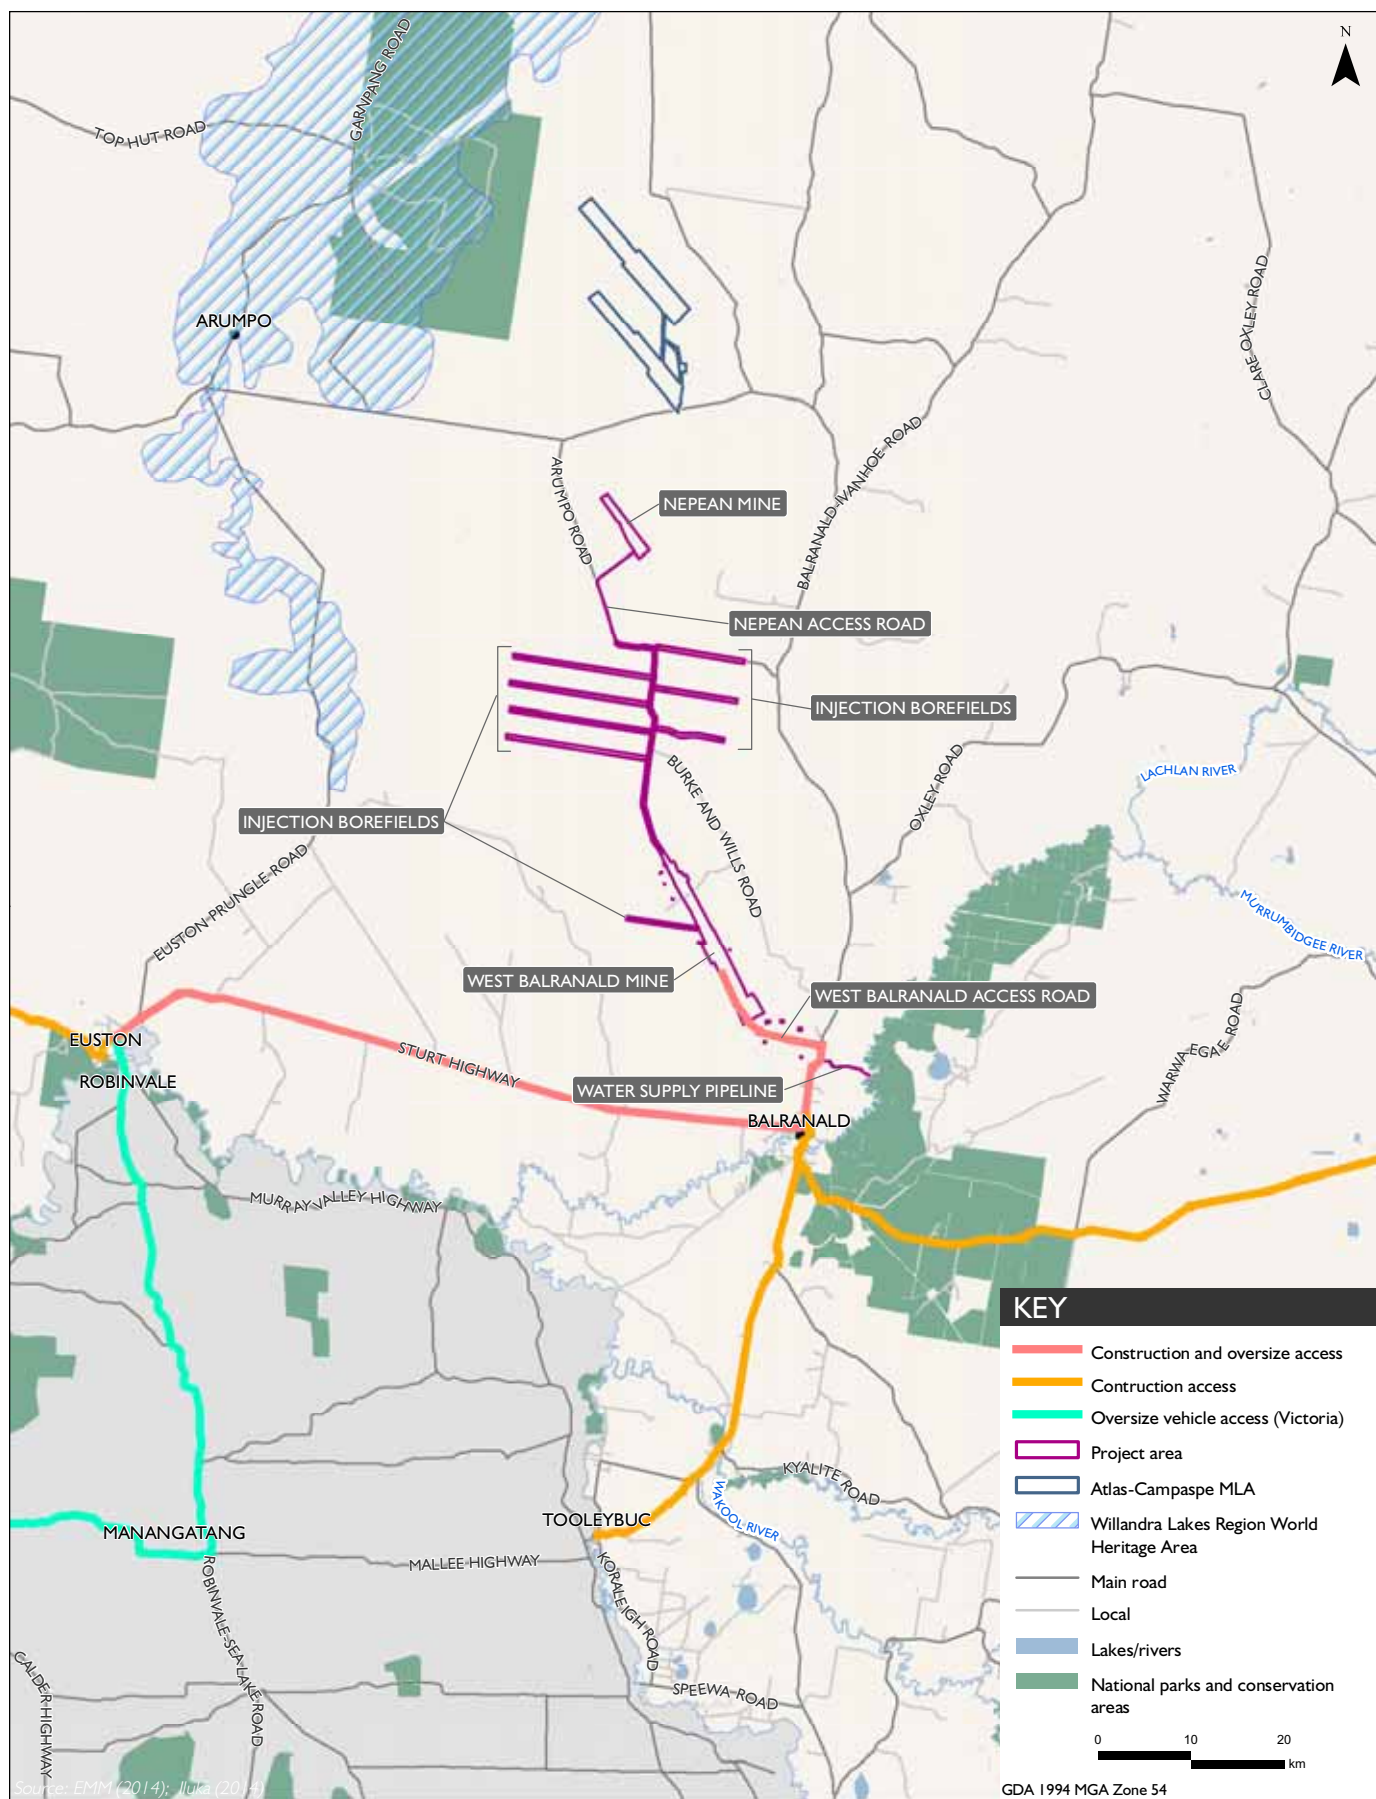 N
GARNPANG ROAD
TOP HUT ROAD
ARUMPO
CLARE OXLEY ROAD
BALRANALD-IVANHOE ROAD
ARUMPO ROAD
NEPEAN MINE
NEPEAN ACCESS ROAD
INJECTION BOREFIELDS
OXLEY ROAD
LACHLAN RIVER
BURKE AND WILLS ROAD
INJECTION BOREFIELDS
EUSTON PRUNGLE ROAD
MURRUMBIDGEE RIVER
WEST BALRANALD MINE
WEST BALRANALD ACCESS ROAD
EUSTON
STURT HIGHWAY
ROBINVALE
WATER SUPPLY PIPELINE
BALRANALD
WARWAEGAE ROAD
MURRAY VALLEY HIGHWAY
KYALITE ROAD
WAKOOL RIVER
TOOLEYBUC
MANANGATANG
MALLEE HIGHWAY
KORALEIGH ROAD
ROBINVALE-SEA LAKE ROAD
CALDER HIGHWAY
SPEEWA ROAD
KEY
Construction and oversize access
Contruction access
Oversize vehicle access (Victoria)
Project area
Atlas-Campaspe MLA
Willandra Lakes Region World
Heritage Area
Main road
Local
Lakes/rivers
National parks and conservation
areas
0 10 20
km
GDA 1994 MGA Zone 54
Source: EMM (2014); Iluka (2014)